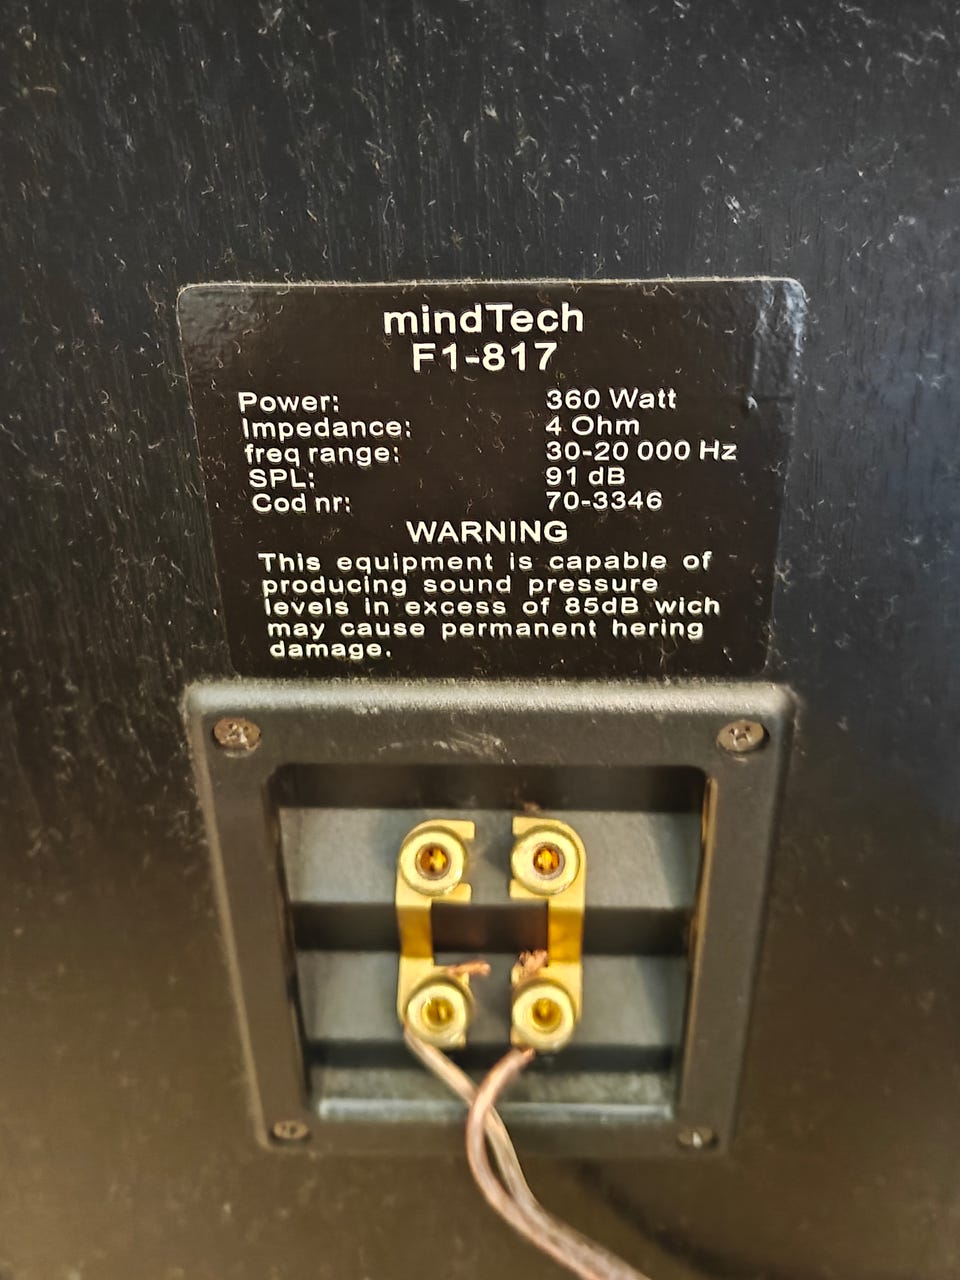 mindTech
F1-817
Power: 360 Watt
Impedance: 4 Ohm
freq range: 30-20 000 Hz
SPL: 91 dB
Cod nr: 70-3346
WARNING
This equipment is capable of
producing sound pressure
levels in excess of 85dB wich
may cause permanent hering
damage.